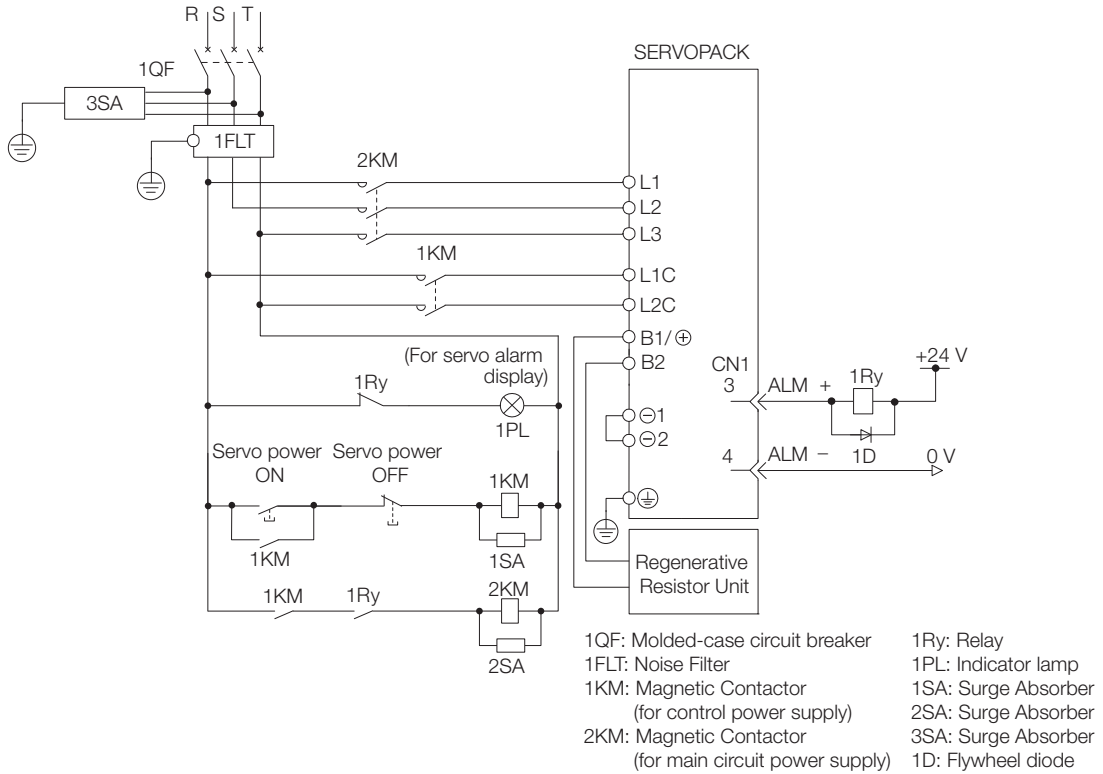 R S T
SERVOPACK
1QF
3SA
1FLT
2KM
L1
L2
L3
1KM
L1C
L2C
B1/⊕
B2
(For servo alarm
display)
1Ry
1PL
CN1
3 ALM +
1Ry
+24 V
1D
4 ALM −
0 V
⊖1
⊖2
Servo power
ON
Servo power
OFF
1KM
1KM
1SA
1KM
1Ry
2KM
2SA
Regenerative
Resistor Unit
1QF: Molded-case circuit breaker
1FLT: Noise Filter
1KM: Magnetic Contactor
(for control power supply)
2KM: Magnetic Contactor
(for main circuit power supply)
1Ry: Relay
1PL: Indicator lamp
1SA: Surge Absorber
2SA: Surge Absorber
3SA: Surge Absorber
1D: Flywheel diode